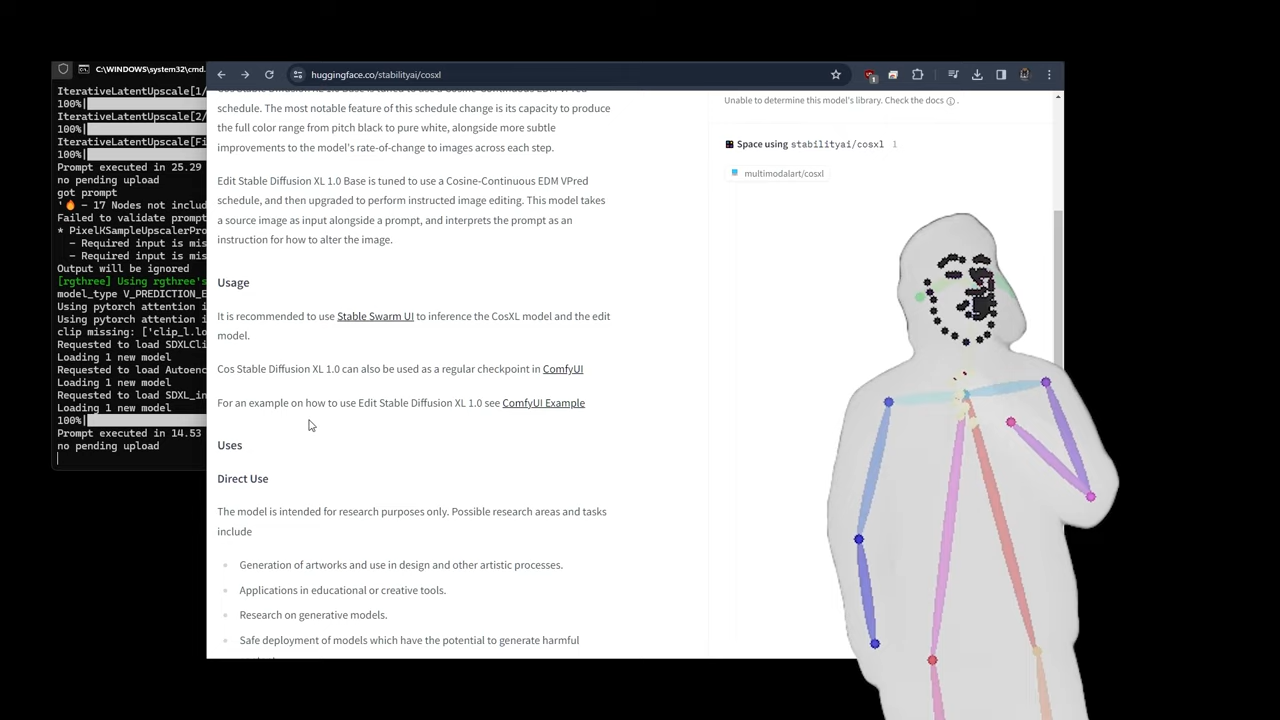 C:\WINDOWS\system32\cmd.
IterativeLatentUpscale[1/
100%|
IterativeLatentUpscale[2/
100%|
IterativeLatentUpscale[Fi
100%|
Prompt executed in 25.29
no pending upload
got prompt
'🔥 - 17 Nodes not includ
Failed to validate prompt
* PixelKSampleUpscalerPro
- Required input is mis
- Required input is mis
Output will be ignored
[rgthree] Using rgthree's
model_type V_PREDICTION_E
Using pytorch attention i
Using pytorch attention i
clip missing: ['clip_l.lo
Requested to load SDXLCli
Loading 1 new model
Requested to load Autoenc
Loading 1 new model
Requested to load SDXL_in
Loading 1 new model
100%|
Prompt executed in 14.53
no pending upload
huggingface.co/stabilityai/cosxl
schedule. The most notable feature of this schedule change is its capacity to produce
the full color range from pitch black to pure white, alongside more subtle
improvements to the model's rate-of-change to images across each step.
Edit Stable Diffusion XL 1.0 Base is tuned to use a Cosine-Continuous EDM VPred
schedule, and then upgraded to perform instructed image editing. This model takes
a source image as input alongside a prompt, and interprets the prompt as an
instruction for how to alter the image.
Usage
It is recommended to use Stable Swarm UI to inference the CosXL model and the edit
model.
Cos Stable Diffusion XL 1.0 can also be used as a regular checkpoint in ComfyUI
For an example on how to use Edit Stable Diffusion XL 1.0 see ComfyUI Example
Uses
Direct Use
The model is intended for research purposes only. Possible research areas and tasks
include
Generation of artworks and use in design and other artistic processes.
Applications in educational or creative tools.
Research on generative models.
Safe deployment of models which have the potential to generate harmful
Unable to determine this model's library. Check the docs ⓘ .
Space using stabilityai/cosxl 1
multimodalart/cosxl